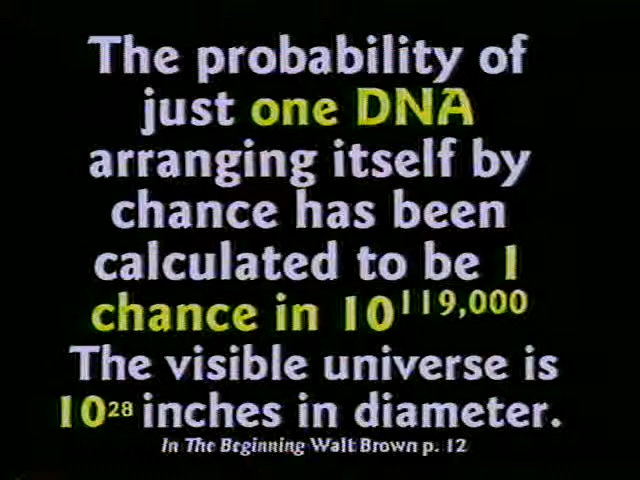 The probability of
just one DNA
arranging itself by
chance has been
calculated to be 1
chance in 10¹¹⁹,⁰⁰⁰
The visible universe is
10²⁸ inches in diameter.
In The Beginning Walt Brown p. 12